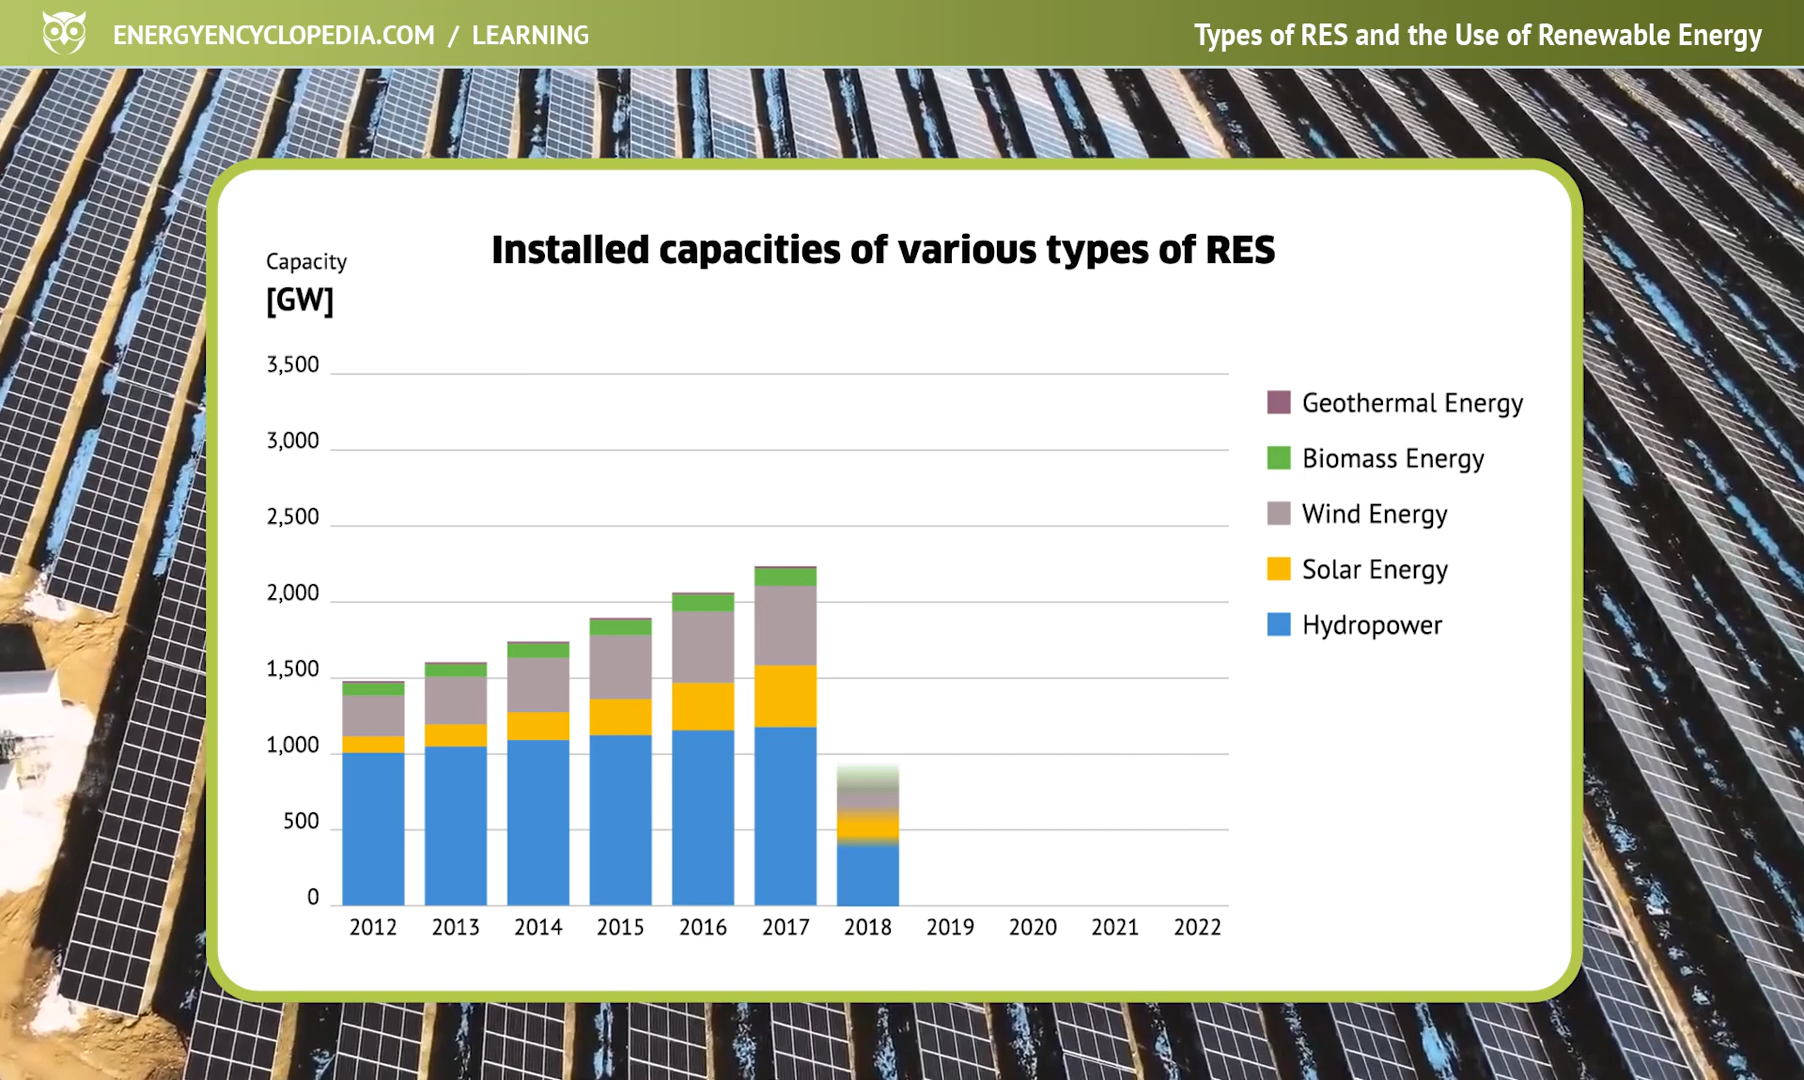 ENERGYENCYCLOPEDIA.COM / LEARNING
Types of RES and the Use of Renewable Energy
Installed capacities of various types of RES
Capacity
[GW]
3,500
3,000
2,500
2,000
1,500
1,000
500
0
2012 2013 2014 2015 2016 2017 2018 2019 2020 2021 2022
Geothermal Energy
Biomass Energy
Wind Energy
Solar Energy
Hydropower